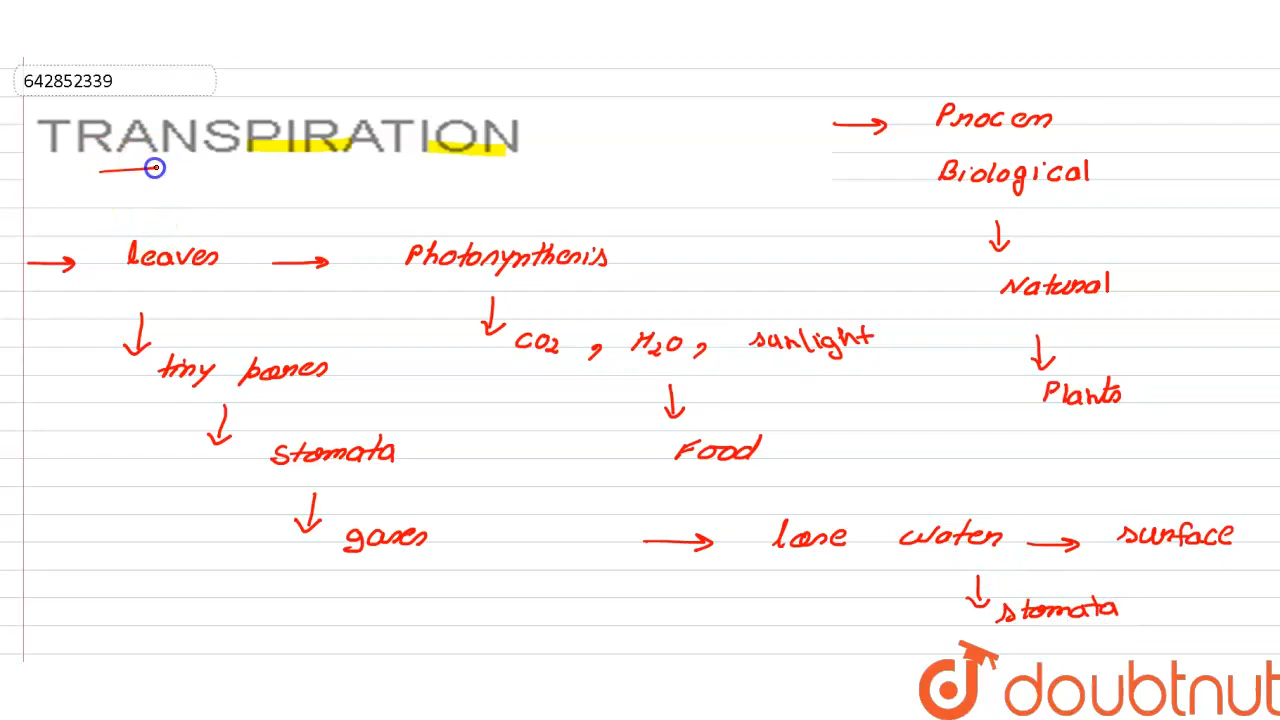 642852339
TRANSPIRATION
→ Process
Biological
↓
Natural
↓
Plants
→ leaves → Photosynthesis
↓ ↓
CO2, H2O, sunlight
tiny pores
↓ ↓
Stomata Food
↓
gases → lose water → surface
↓
stomata
doubtnut